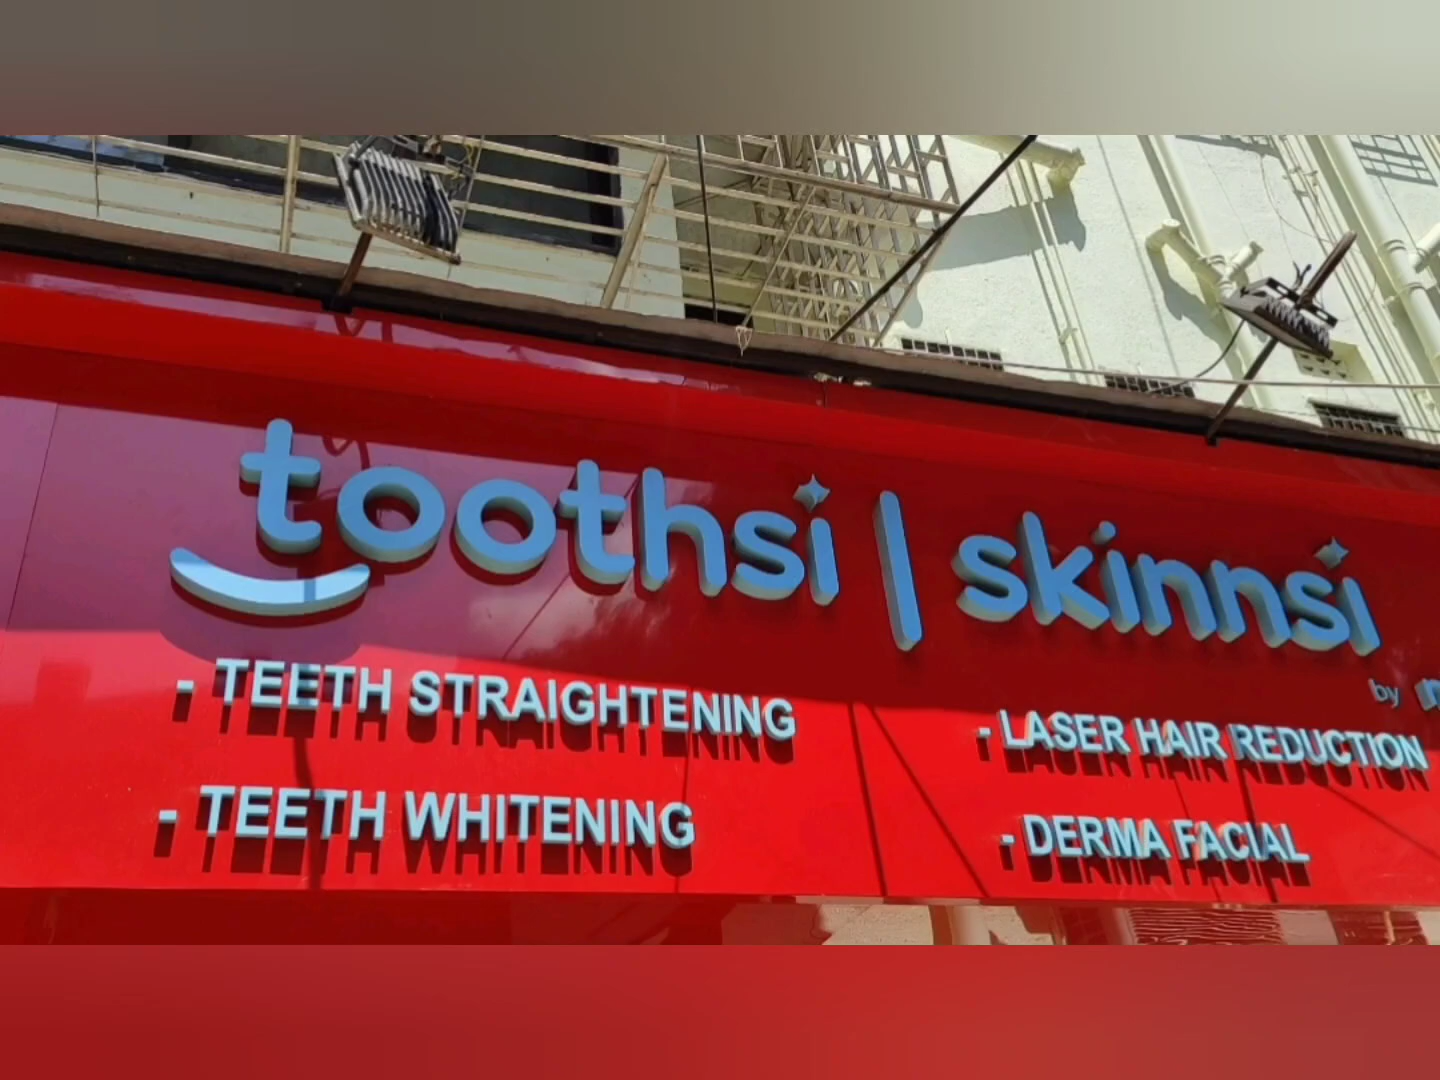 toothsi | skinnsi
by
- TEETH STRAIGHTENING
- LASER HAIR REDUCTION
- TEETH WHITENING
- DERMA FACIAL